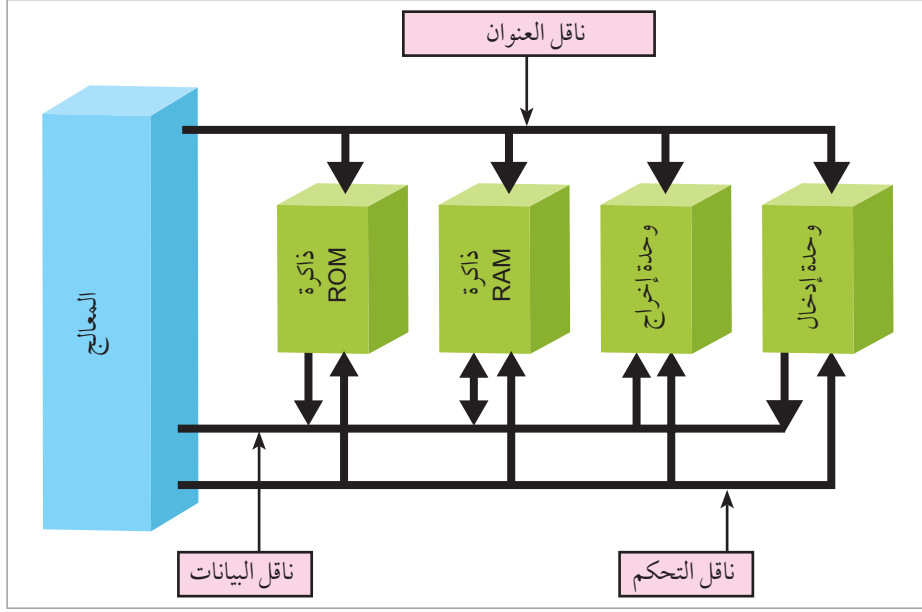 ناقل العنوان
المعالج
ذاكرة
ROM
ذاكرة
RAM
وحدة إخراج
وحدة إدخال
ناقل البيانات
ناقل التحكم